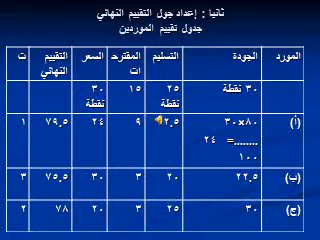 ثانيا : إعداد جول التقييم النهائي
جدول تقييم الموردين
المورد الجودة التسليم المقترحات السعر التقييم النهائي ت
٣٠ نقطة ٢٥ نقطة ١٥ ٣٠ نقطة
(أ) ٨٠×٣٠ ........= ٢٤ ١٠٠ ٢.٥ ٩ ٢٤ ٧٩.٥ ١
(ب) ٢٢.٥ ٢٠ ٣ ٣٠ ٧٥.٥ ٣
(ج) ٣٠ ٢٥ ٣ ٢٠ ٧٨ ٢